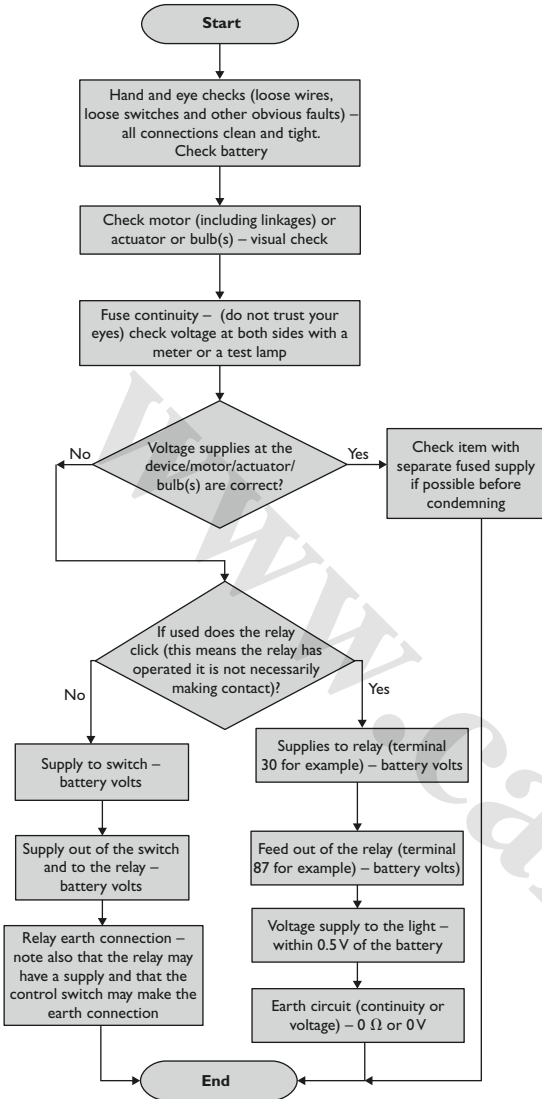 Start
Hand and eye checks (loose wires,
loose switches and other obvious faults) –
all connections clean and tight.
Check battery
Check motor (including linkages) or
actuator or bulb(s) – visual check
Fuse continuity – (do not trust your
eyes) check voltage at both sides with a
meter or a test lamp
No
Voltage supplies at the
device/motor/actuator/
bulb(s) are correct?
Yes
Check item with
separate fused supply
if possible before
condemning
If used does the relay
click (this means the relay has
operated it is not necessarily
making contact)?
No
Yes
Supply to switch –
battery volts
Supplies to relay (terminal
30 for example) – battery volts
Supply out of the switch
and to the relay –
battery volts
Feed out of the relay (terminal
87 for example) – battery volts)
Relay earth connection –
note also that the relay may
have a supply and that the
control switch may make the
earth connection
Voltage supply to the light –
within 0.5 V of the battery
Earth circuit (continuity or
voltage) – 0 Ω or 0 V
End
www.ca